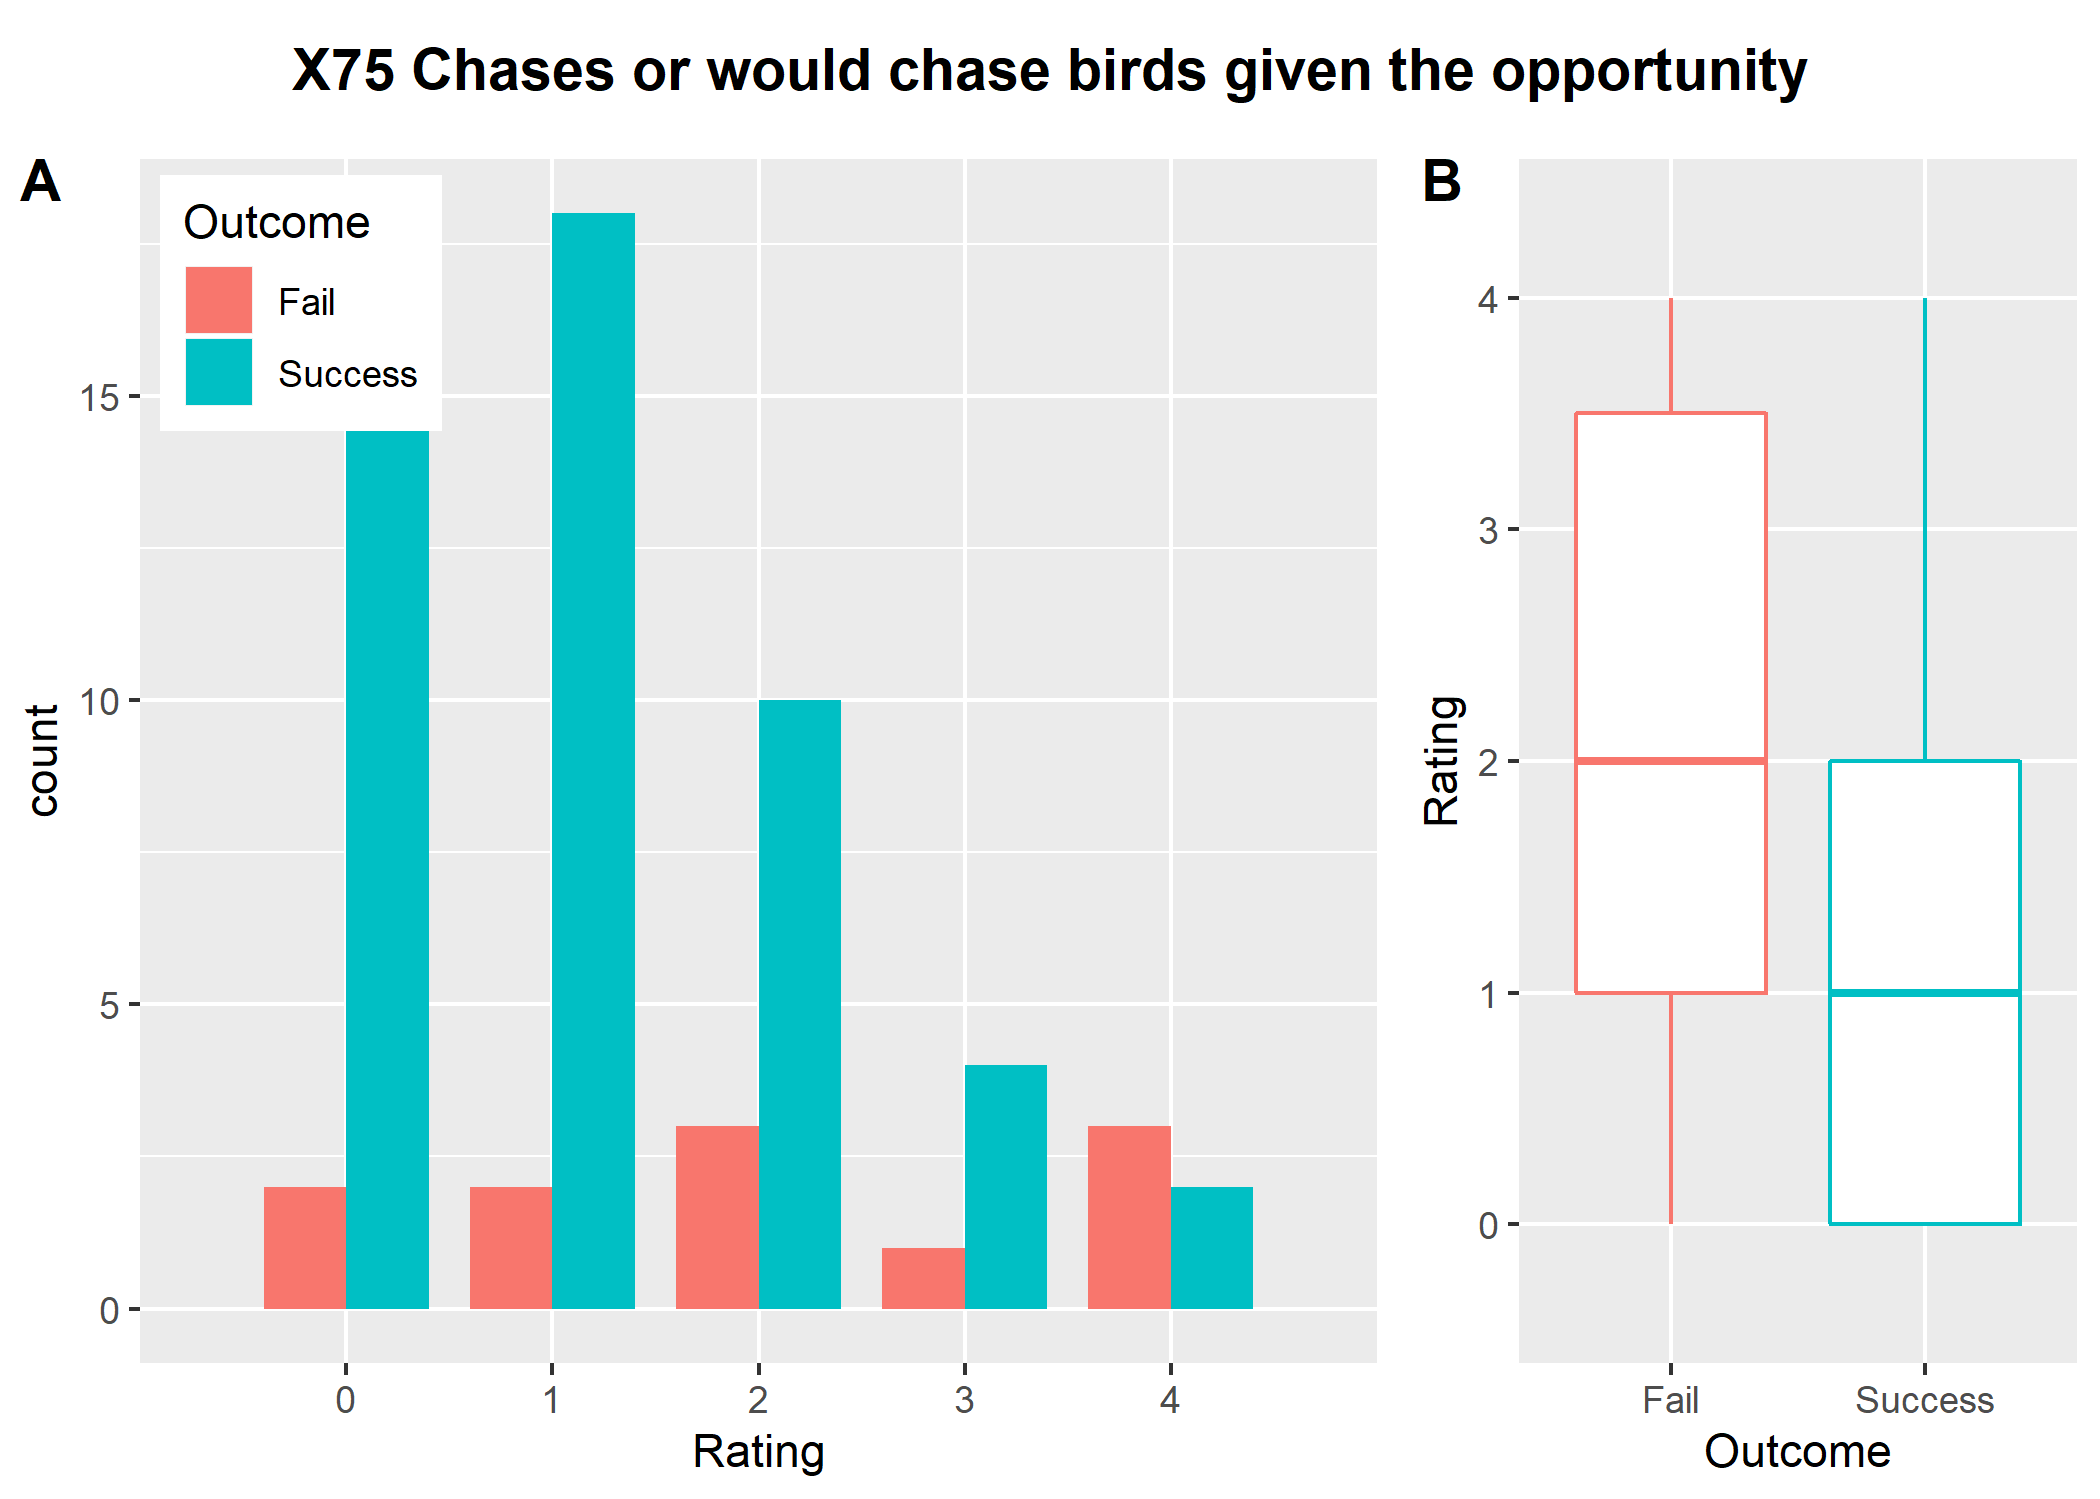 X75 Chases or would chase birds given the opportunity
A
Outcome
Fail
Success
15
10
5
0
count
0 1 2 3 4
Rating
B
4
3
2
1
0
Rating
Fail Success
Outcome